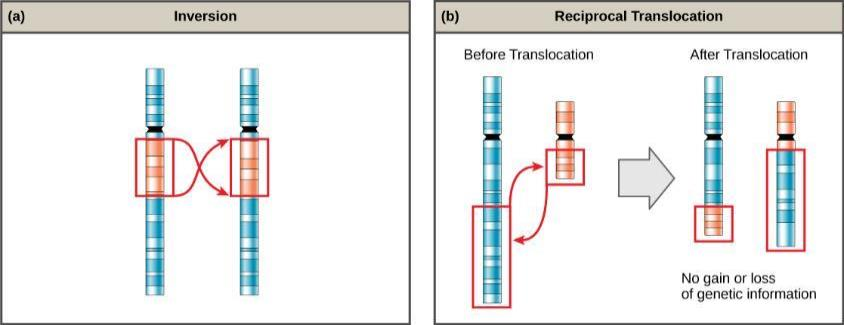 (a) Inversion
(b) Reciprocal Translocation
Before Translocation
After Translocation
No gain or loss
of genetic information